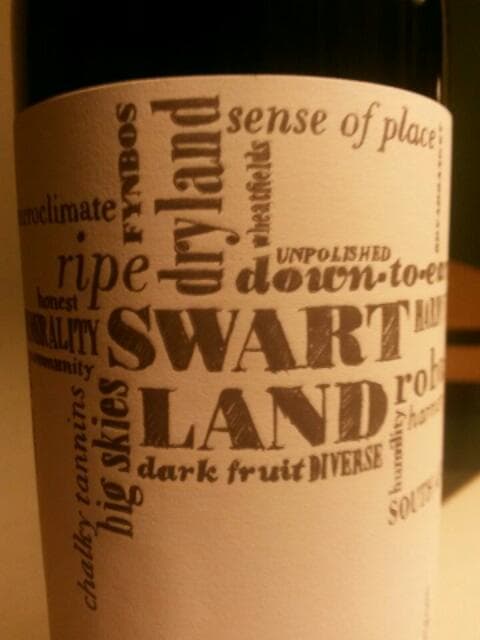 sense of place
FYNBOS
dryland
wheatfields
ripe
UNPOLISHED
down-to-
honest
SWART
LAND
chalky tannins
big skies
dark fruit DIVERSE
humility
SOUTH